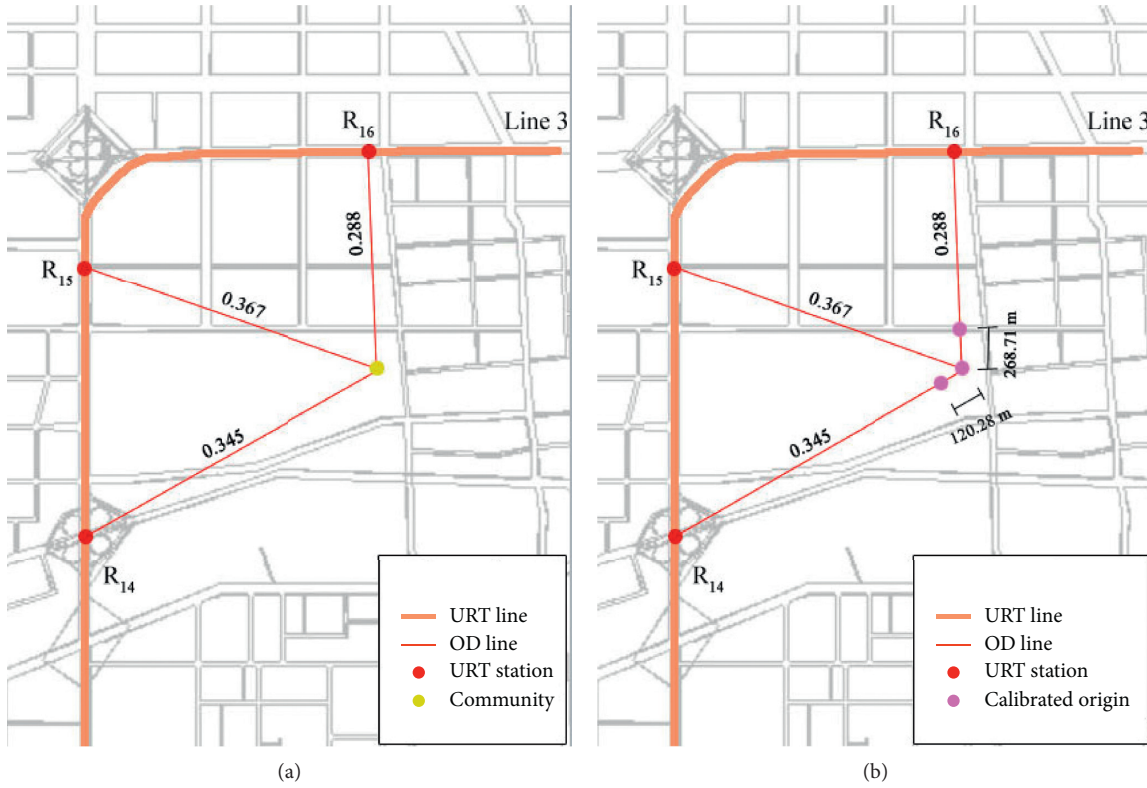 R16
Line 3
0.288
R15
0.367
0.345
R14
URT line
OD line
URT station
Community
(a)
R16
Line 3
0.288
R15
0.367
268.71 m
120.28 m
0.345
R14
URT line
OD line
URT station
Calibrated origin
(b)